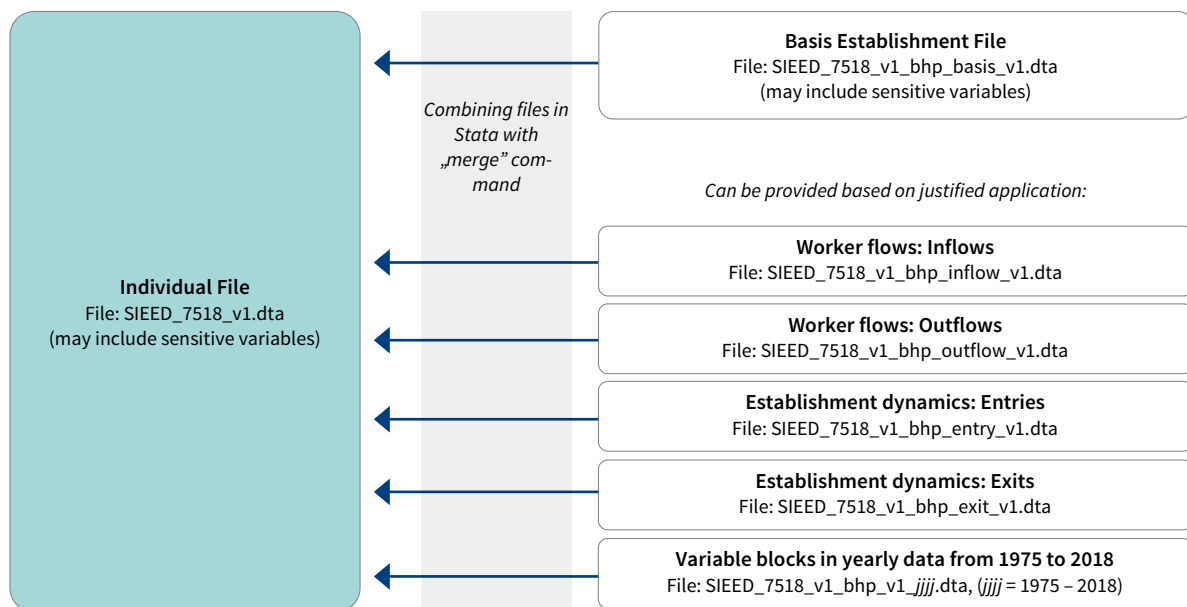 Individual File
File: SIEED_7518_v1.dta
(may include sensitive variables)
Combining files in
Stata with
„merge” com-
mand
Basis Establishment File
File: SIEED_7518_v1_bhp_basis_v1.dta
(may include sensitive variables)
Can be provided based on justified application:
Worker flows: Inflows
File: SIEED_7518_v1_bhp_inflow_v1.dta
Worker flows: Outflows
File: SIEED_7518_v1_bhp_outflow_v1.dta
Establishment dynamics: Entries
File: SIEED_7518_v1_bhp_entry_v1.dta
Establishment dynamics: Exits
File: SIEED_7518_v1_bhp_exit_v1.dta
Variable blocks in yearly data from 1975 to 2018
File: SIEED_7518_v1_bhp_v1_jjjj.dta, (jjjj = 1975 – 2018)